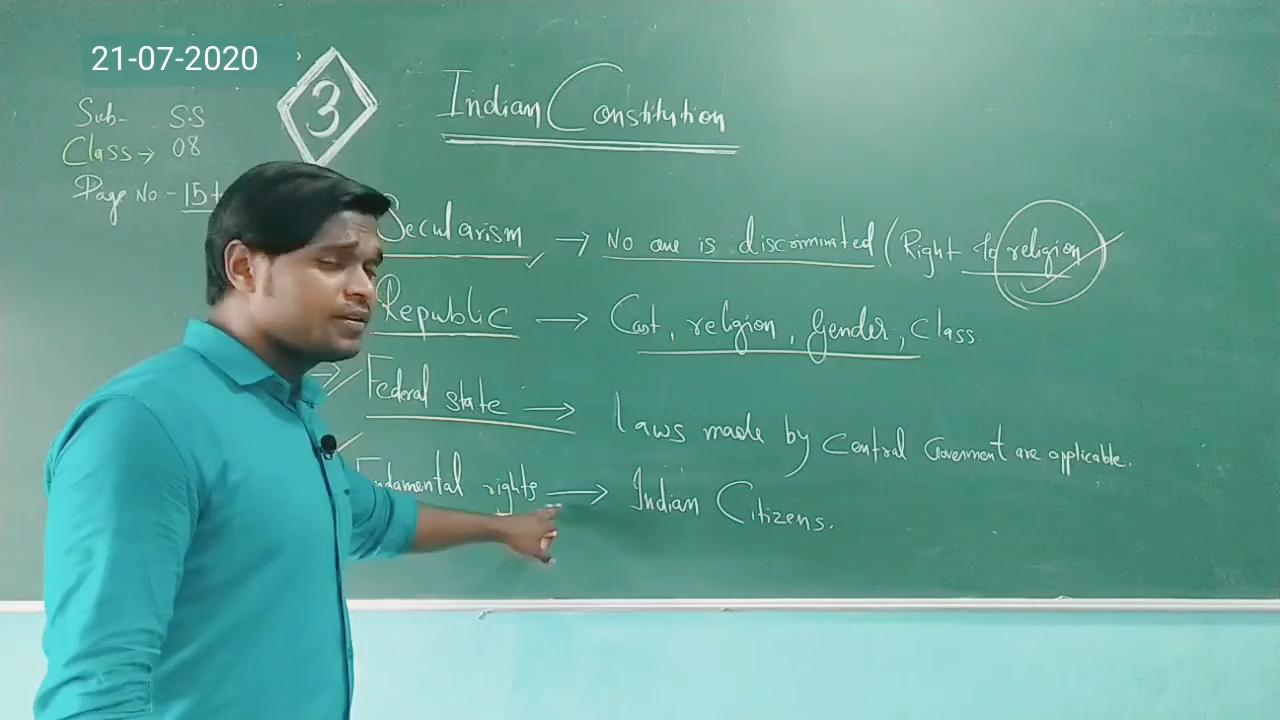 21-07-2020
3
Indian Constitution
Sub- S.S
Class → 08
Page No - 15+
Secularism → No one is discriminated (Right to religion
Republic → Cast, religion, Gender, Class
Federal state → Laws made by Central Government are applicable.
Fundamental rights → Indian Citizens.